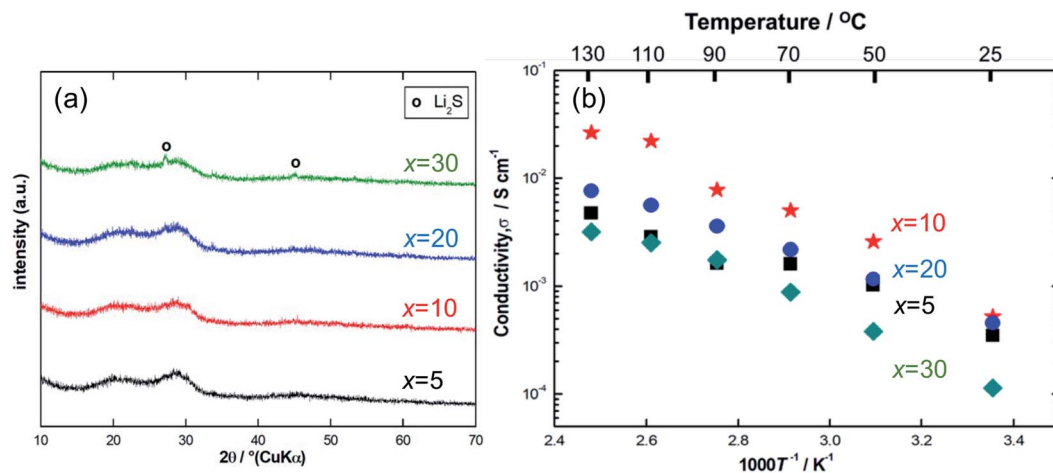 (a)
o Li₂S
x=30
x=20
x=10
x=5
intensity (a.u.)
10 20 30 40 50 60 70
2θ / °(CuKα)
Temperature / ᴼC
130 110 90 70 50 25
(b)
10⁻¹
10⁻²
10⁻³
10⁻⁴
Conductivity,σ / S cm⁻¹
x=10
x=20
x=5
x=30
2.4 2.6 2.8 3.0 3.2 3.4
1000T⁻¹ / K⁻¹